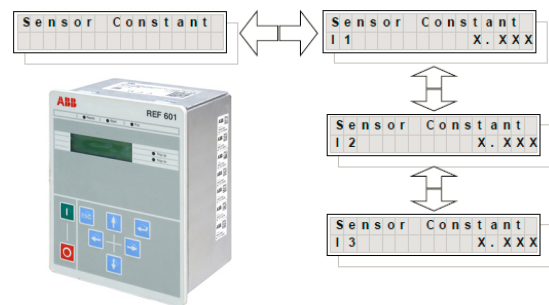 Sensor Constant
Sensor Constant
I1 X.XXX
Sensor Constant
I2 X.XXX
Sensor Constant
I3 X.XXX
ABB
REF 601
I
O